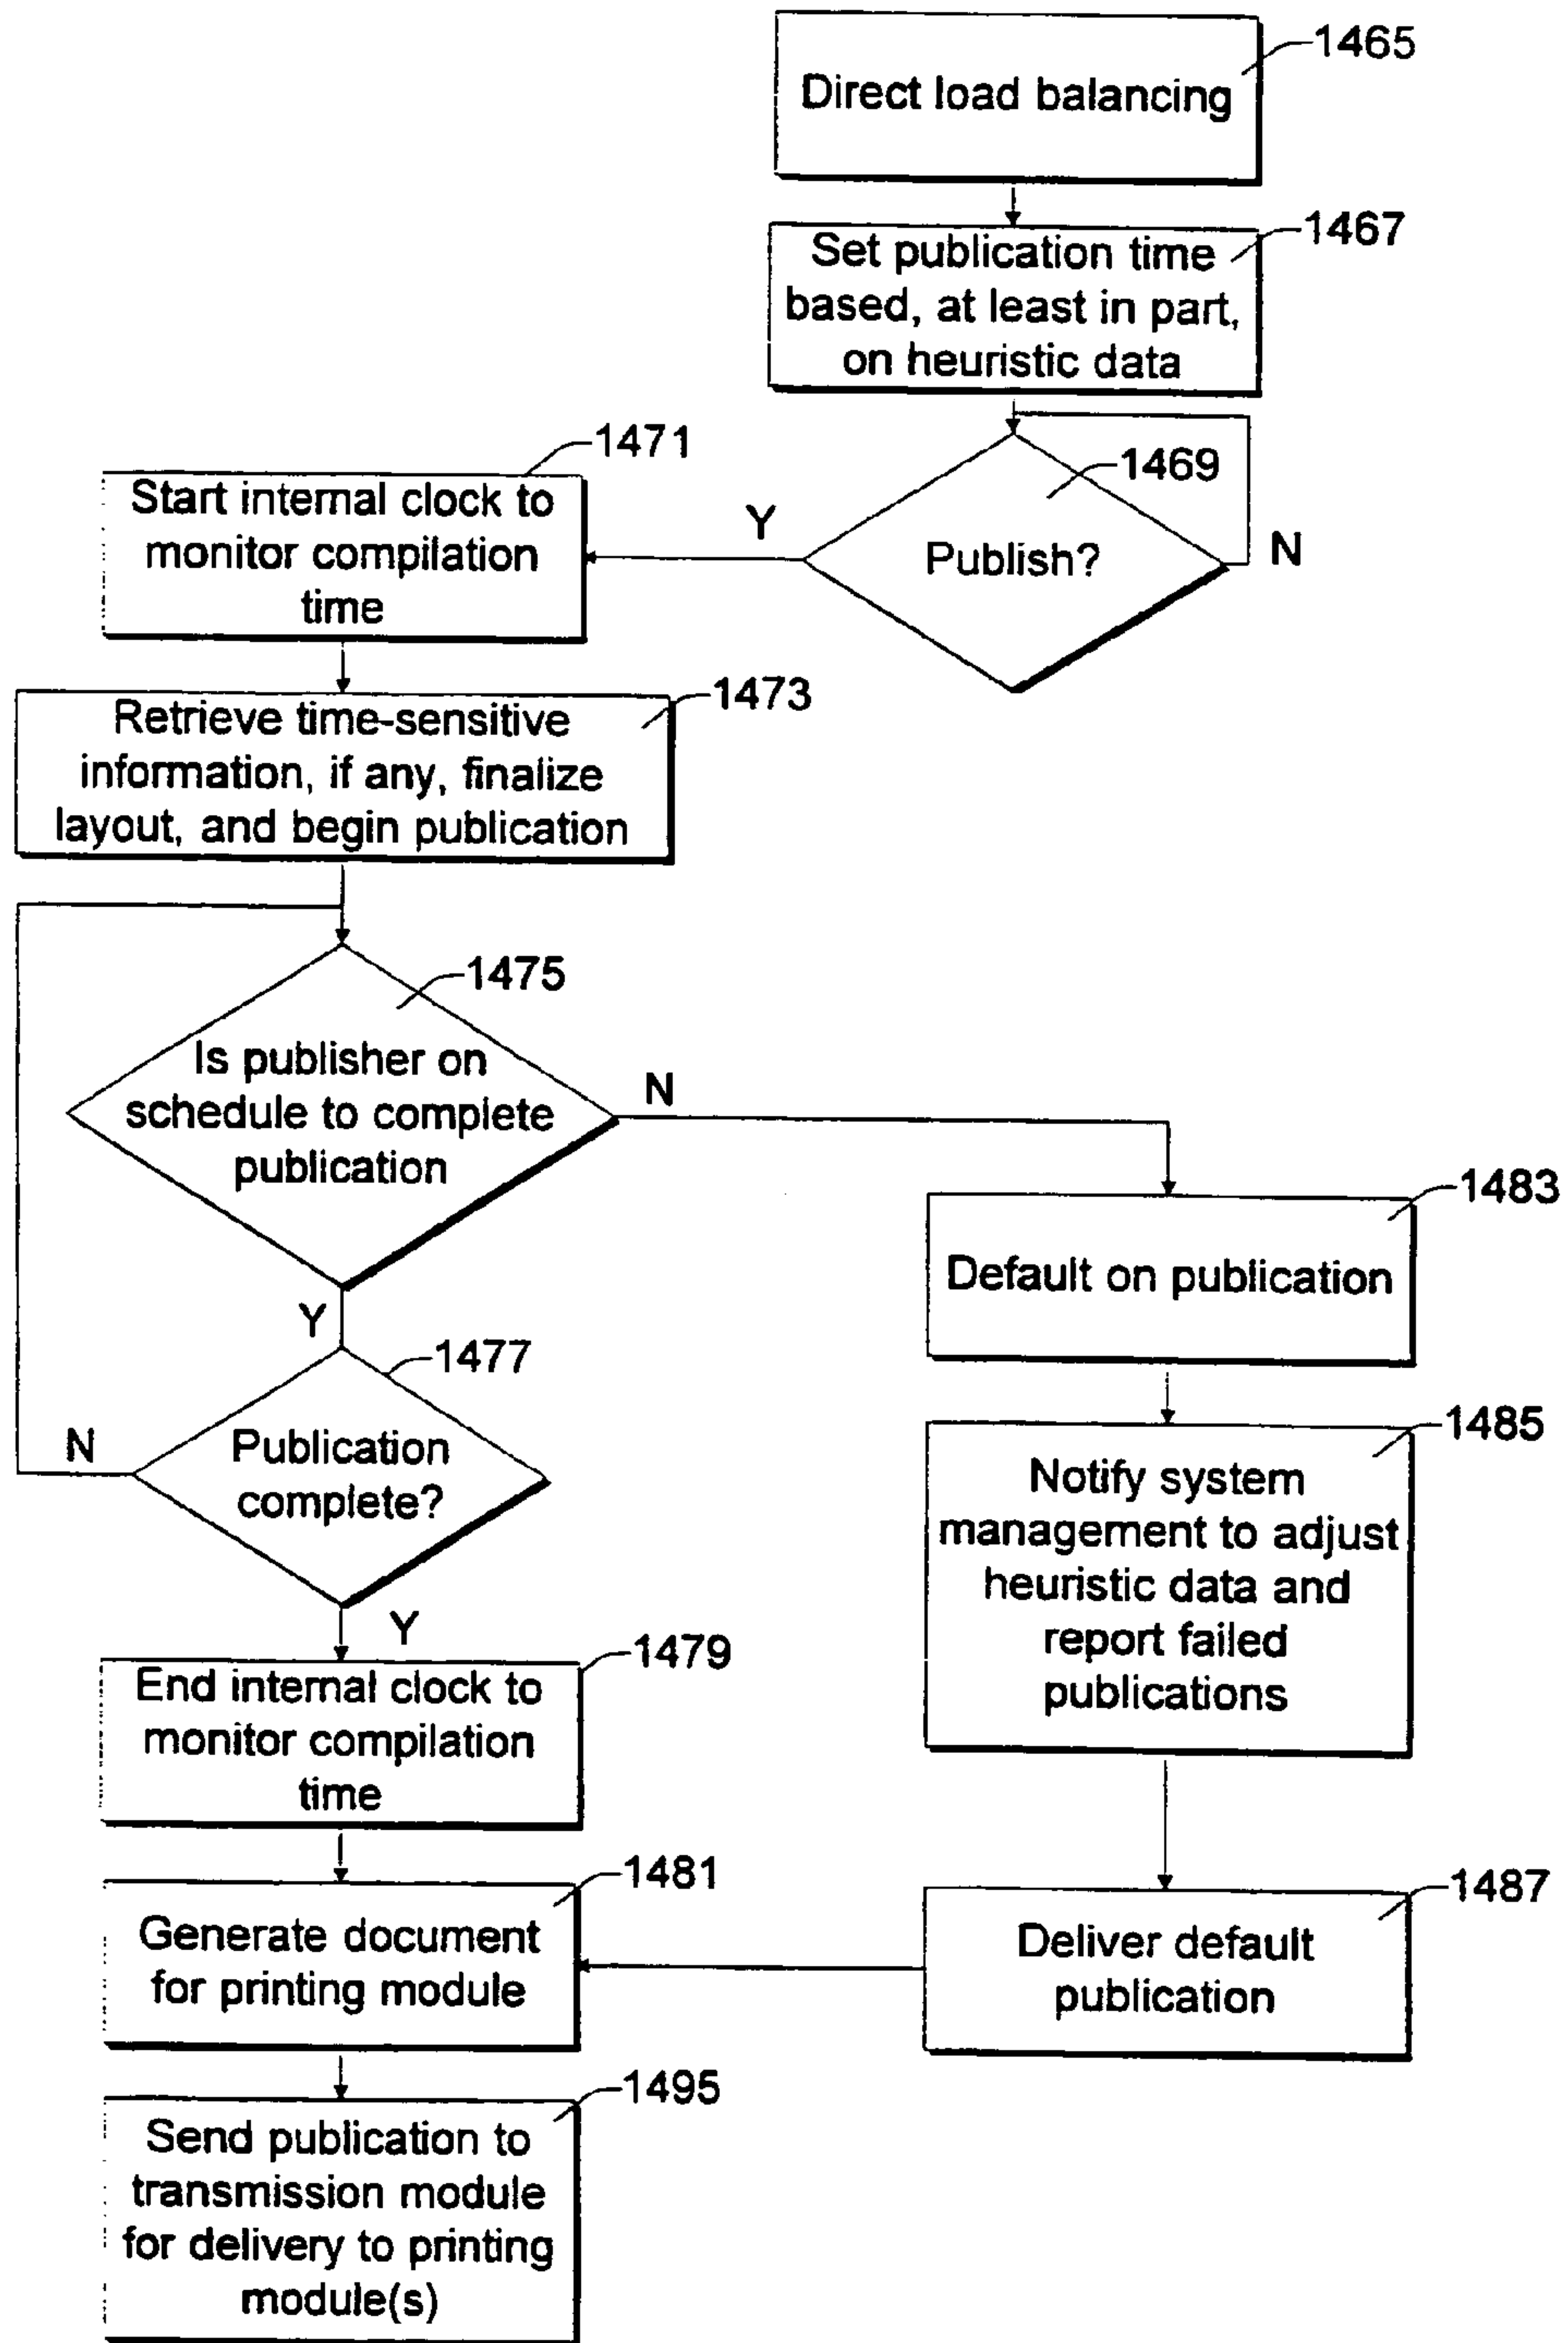 1465
Direct load balancing
1467
Set publication time
based, at least in part,
on heuristic data
1469
Publish?
Y
N
1471
Start internal clock to
monitor compilation
time
1473
Retrieve time-sensitive
information, if any, finalize
layout, and begin publication
1475
Is publisher on
schedule to complete
publication
N
Y
1477
Publication
complete?
N
Y
1479
End internal clock to
monitor compilation
time
1481
Generate document
for printing module
1495
Send publication to
transmission module
for delivery to printing
module(s)
1483
Default on publication
1485
Notify system
management to adjust
heuristic data and
report failed
publications
1487
Deliver default
publication